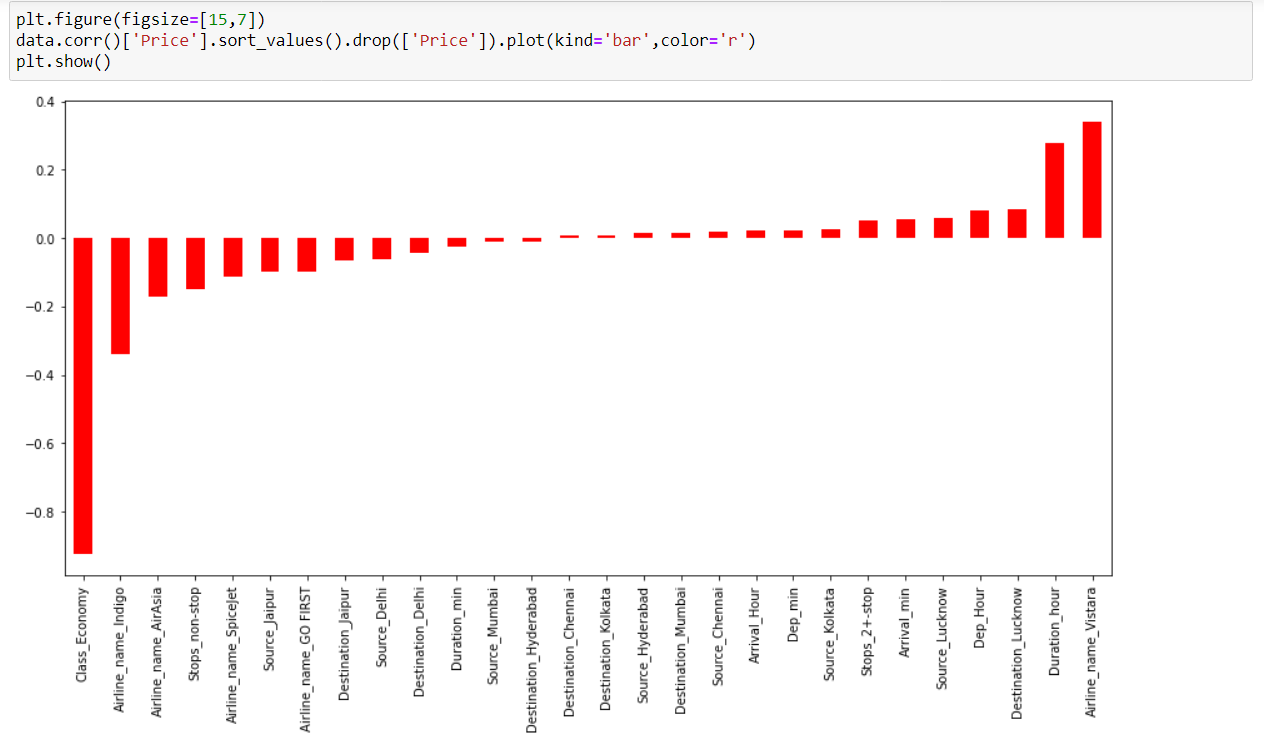 plt.figure(figsize=[15,7])
data.corr()['Price'].sort_values().drop(['Price']).plot(kind='bar',color='r')
plt.show()
0.4
0.2
0.0
−0.2
−0.4
−0.6
−0.8
Class_Economy
Airline_name_Indigo
Airline_name_AirAsia
Stops_non-stop
Airline_name_SpiceJet
Source_Jaipur
Airline_name_GO FIRST
Destination_Jaipur
Source_Delhi
Destination_Delhi
Duration_min
Source_Mumbai
Destination_Hyderabad
Destination_Chennai
Destination_Kolkata
Source_Hyderabad
Destination_Mumbai
Source_Chennai
Arrival_Hour
Dep_min
Source_Kolkata
Stops_2+-stop
Arrival_min
Source_Lucknow
Dep_Hour
Destination_Lucknow
Duration_hour
Airline_name_Vistara